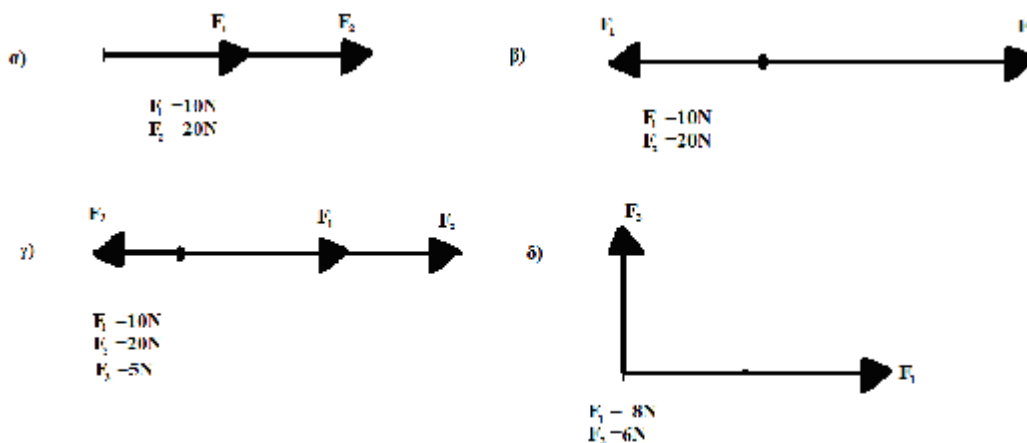 α)
F₁ F₂
F₁ =10N
F₂ 20N
β)
F₁ F
F₁ =10N
F₂ =20N
γ)
F₁ F₂
F₁ =10N
F₂ =20N
F₃ =5N
δ)
F₂
F₁
F₁ = 8N
F₂ =6N